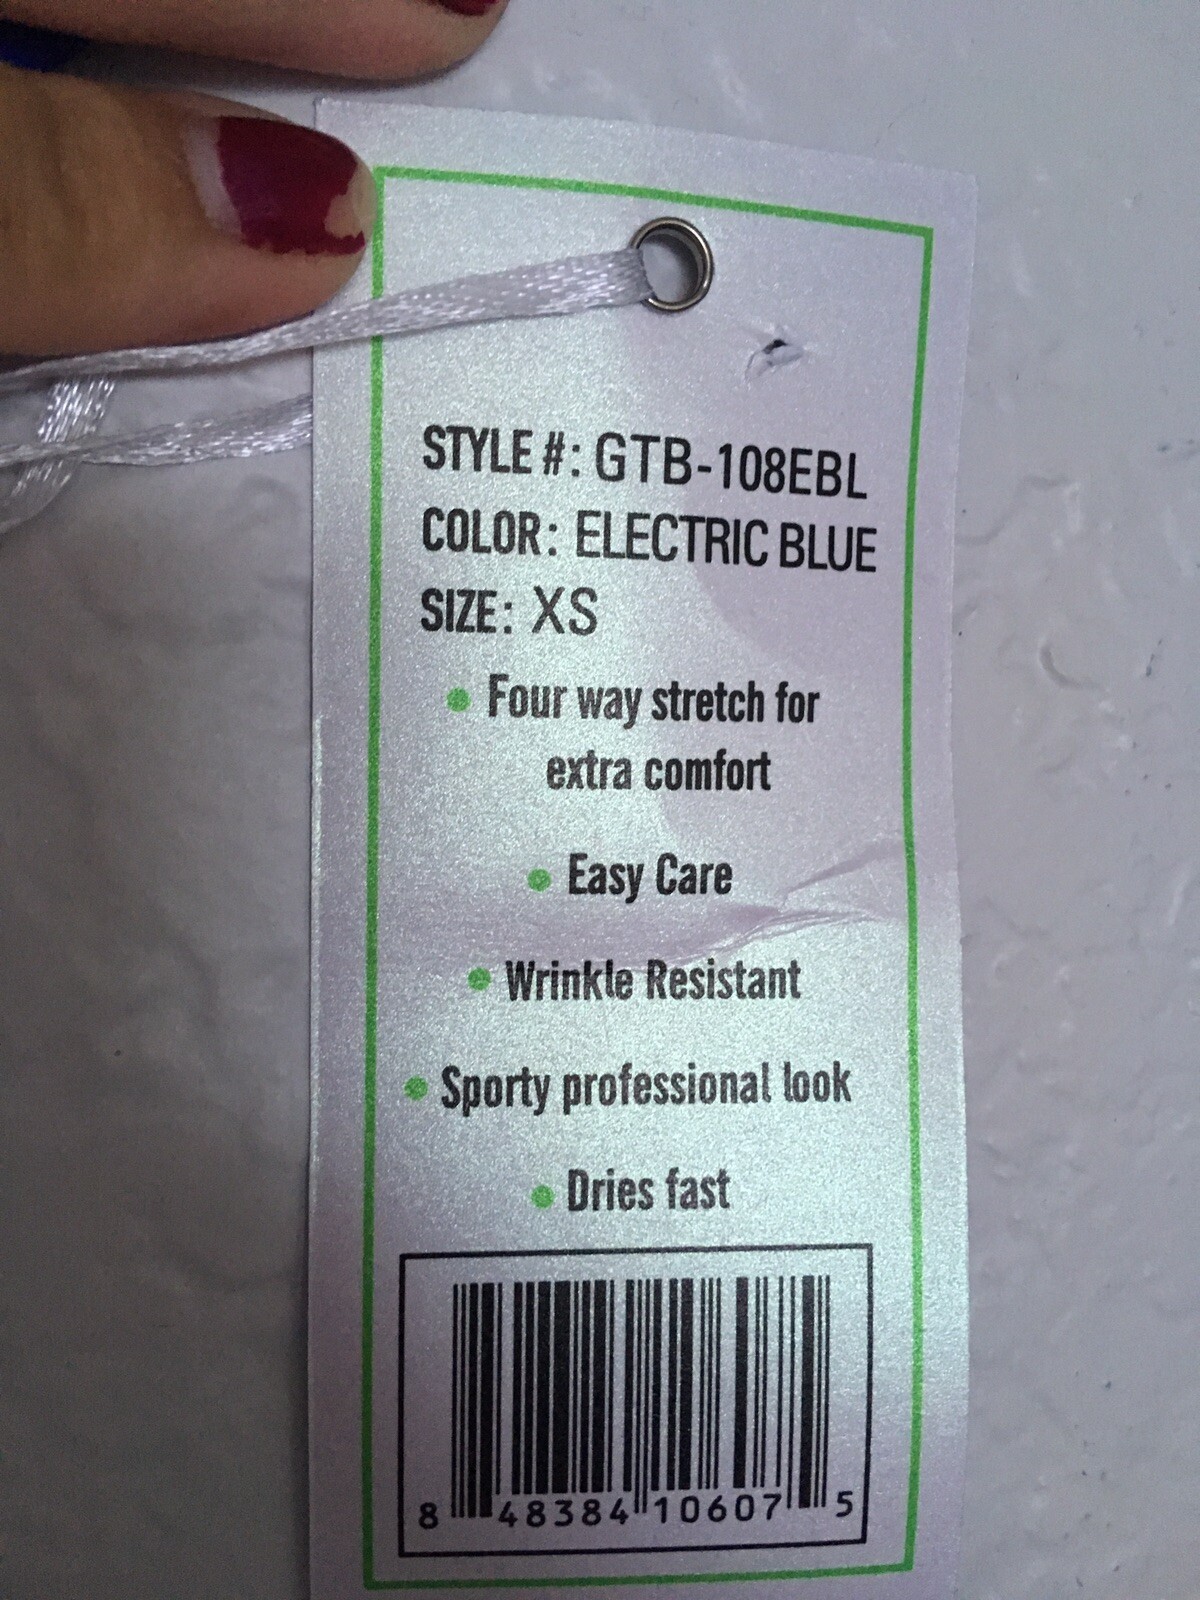 STYLE #: GTB-108EBL
COLOR: ELECTRIC BLUE
SIZE: XS
• Four way stretch for
extra comfort
• Easy Care
• Wrinkle Resistant
• Sporty professional look
• Dries fast
8 48384 10607 5